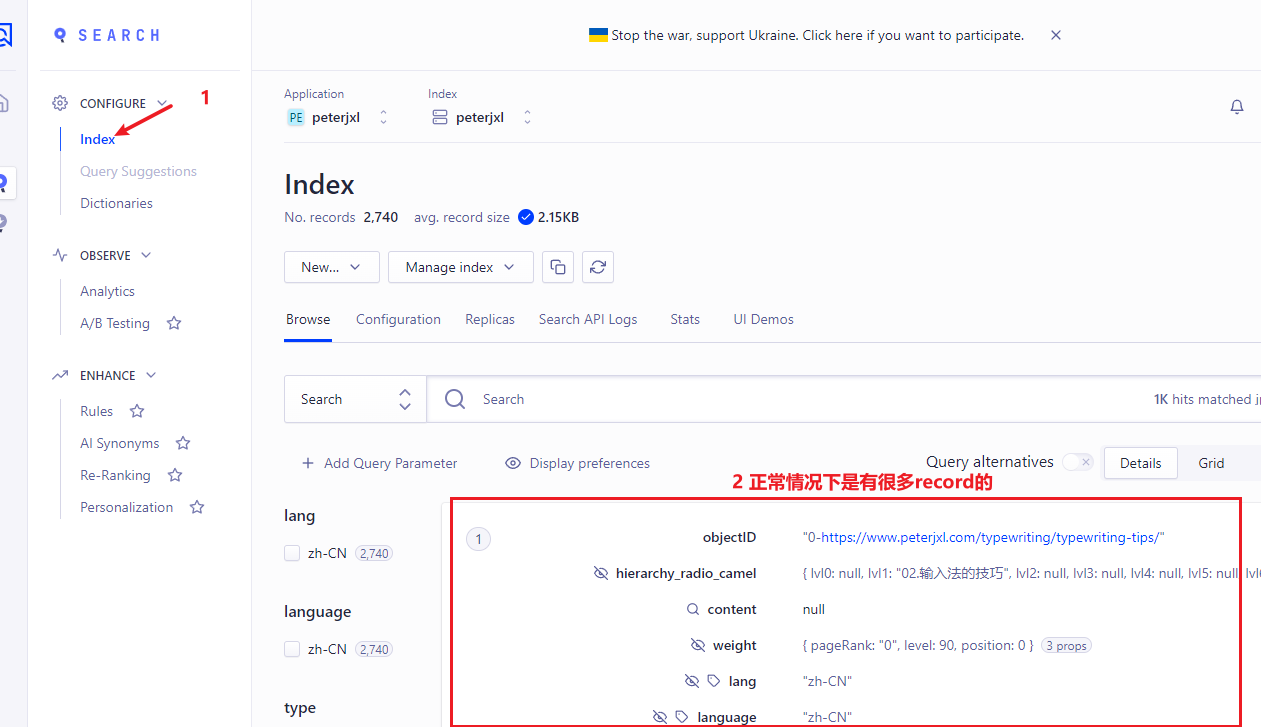 SEARCH
Stop the war, support Ukraine. Click here if you want to participate.
CONFIGURE
1
Index
Query Suggestions
Dictionaries
OBSERVE
Analytics
A/B Testing
ENHANCE
Rules
AI Synonyms
Re-Ranking
Personalization
Application
Index
PE peterjxl
peterjxl
Index
No. records 2,740 avg. record size 2.15KB
New...
Manage index
Browse Configuration Replicas Search API Logs Stats UI Demos
Search
Search
1K hits matched
Add Query Parameter
Display preferences
Query alternatives
Details
Grid
2 正常情况下是有很多record的
lang
zh-CN 2,740
language
zh-CN 2,740
type
1
objectID "0-https://www.peterjxl.com/typewriting/typewriting-tips/"
hierarchy_radio_camel { lvl0: null, lvl1: "02.输入法的技巧", lvl2: null, lvl3: null, lvl4: null, lvl5: null,
content null
weight { pageRank: "0", level: 90, position: 0 } 3 props
lang "zh-CN"
language "zh-CN"